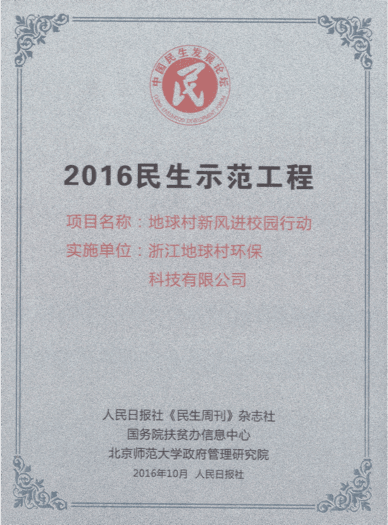 中国民生发展论坛
民
2016民生示范工程
项目名称：地球村新风进校园行动
实施单位：浙江地球村环保
科技有限公司
人民日报社《民生周刊》杂志社
国务院扶贫办信息中心
北京师范大学政府管理研究院
2016年10月 人民日报社